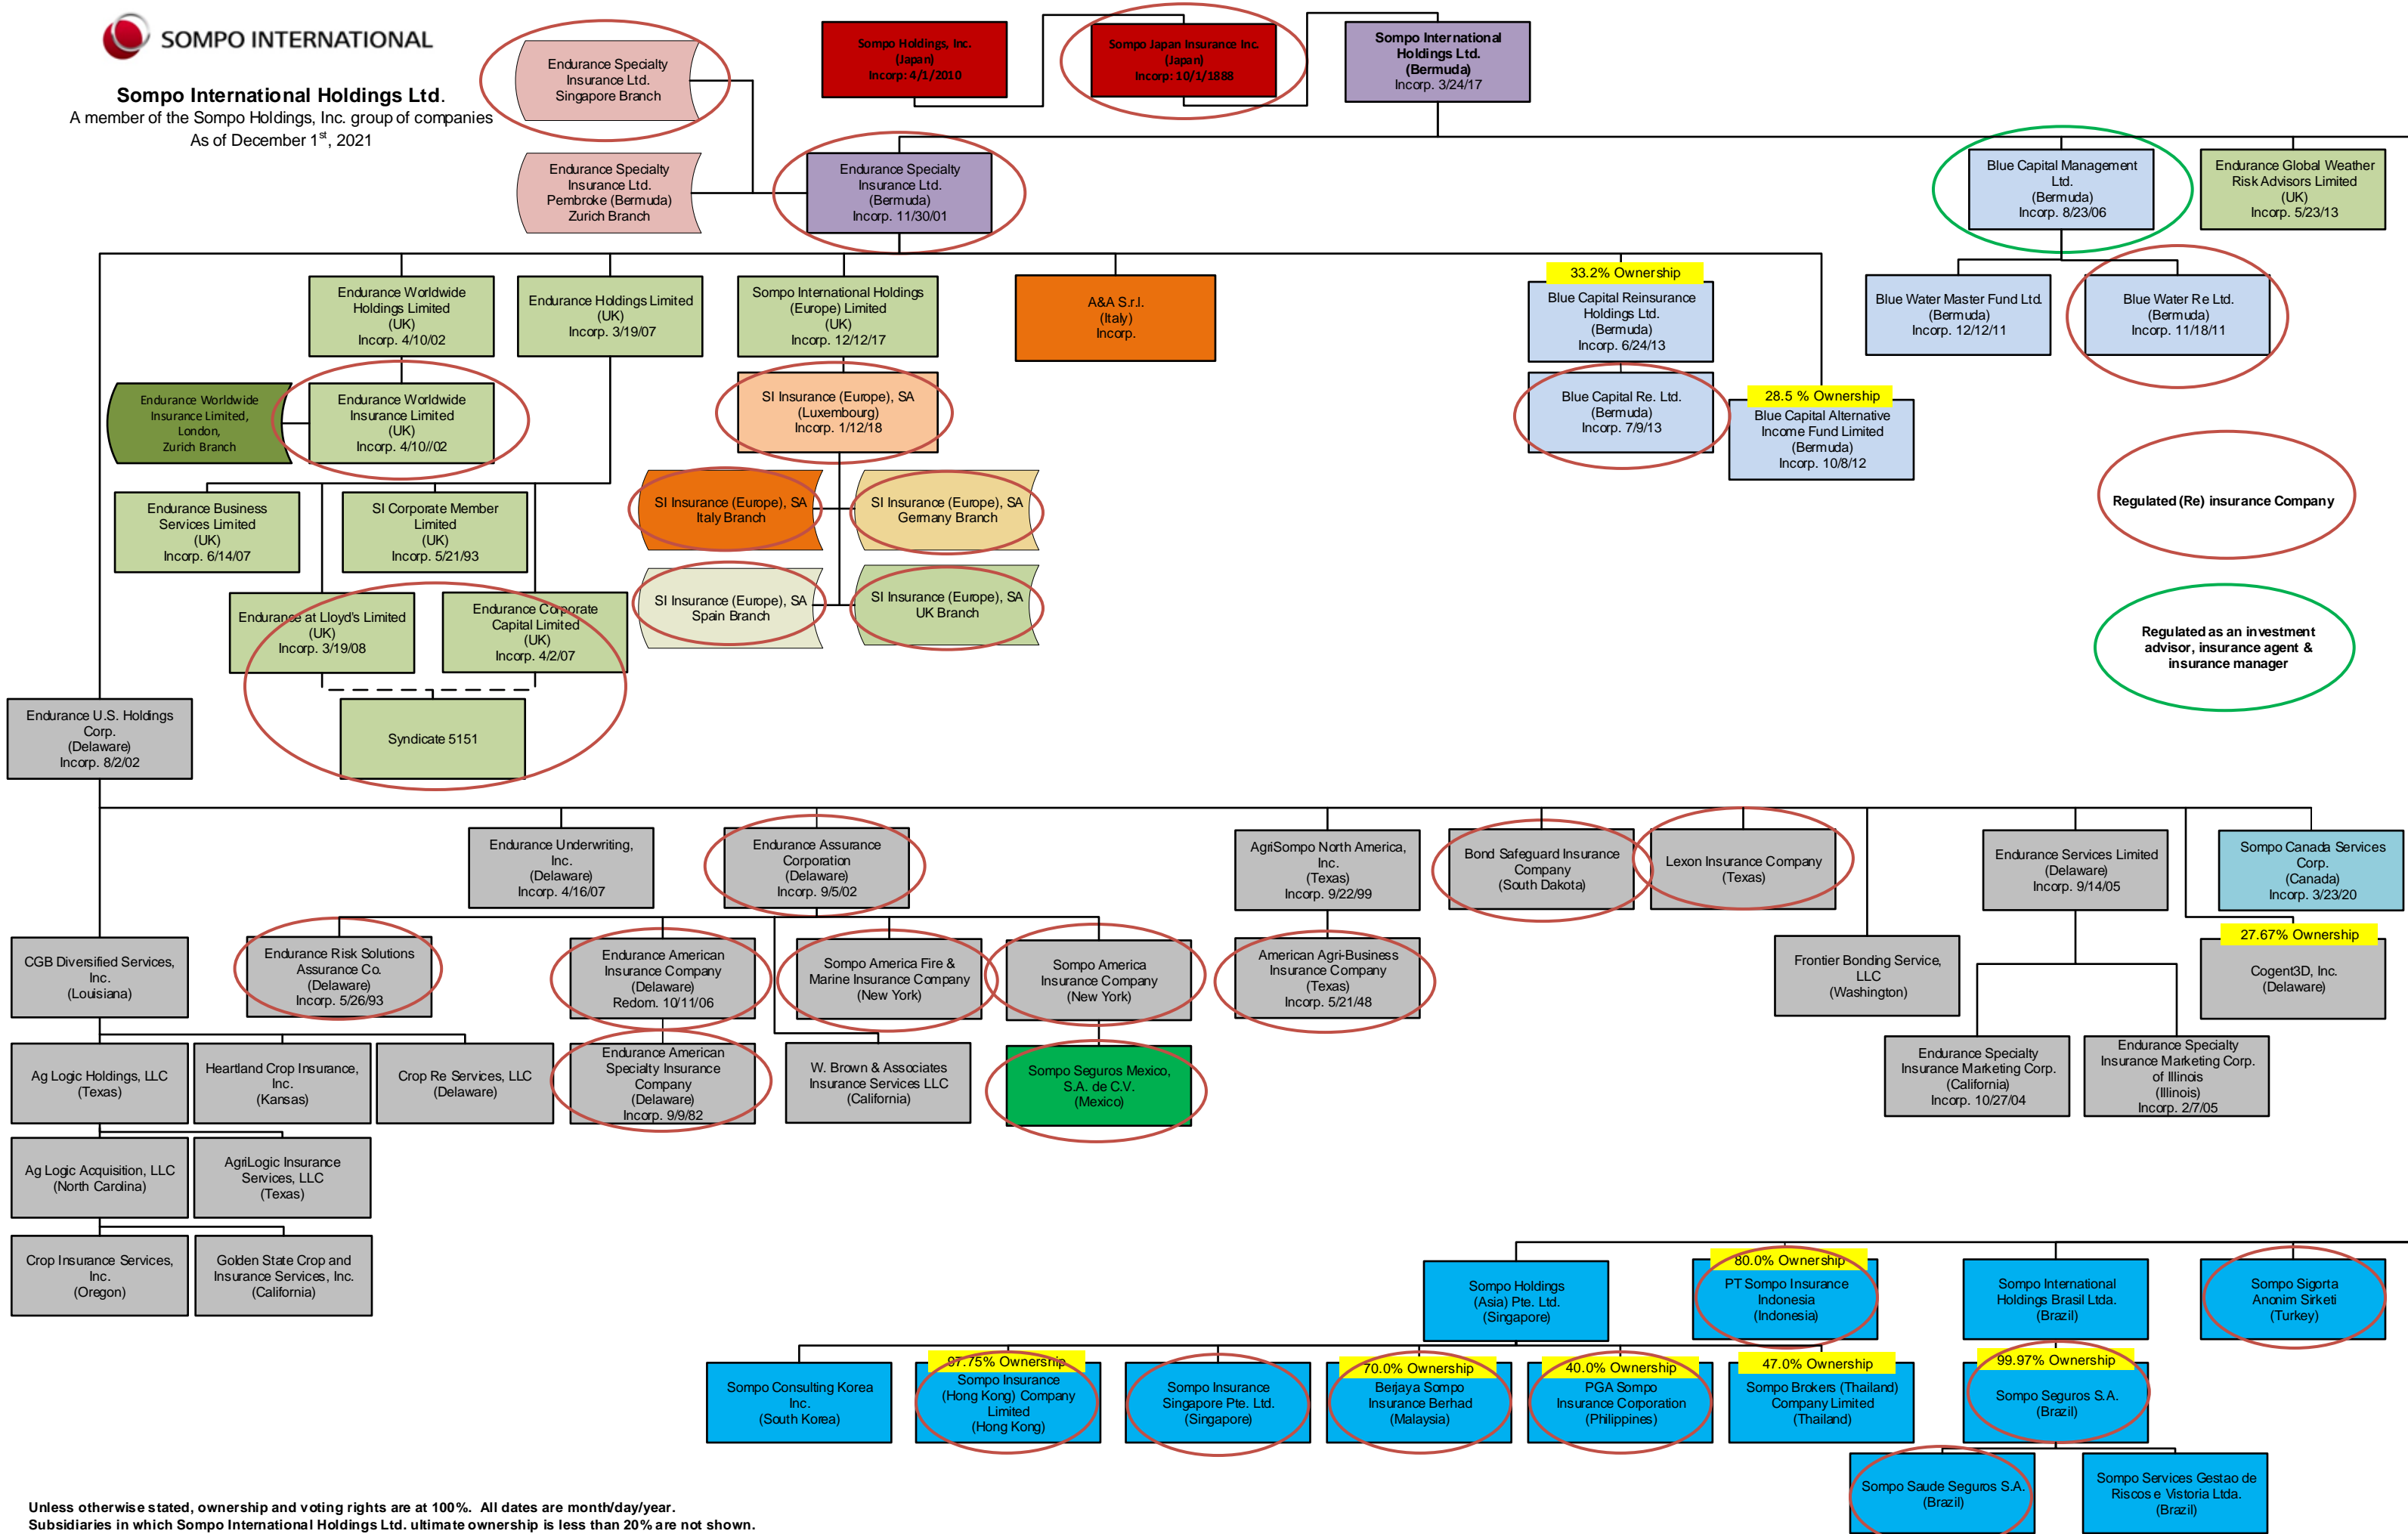 SOMPO INTERNATIONAL
Sompo International Holdings Ltd.
A member of the Sompo Holdings, Inc. group of companies
As of December 1st, 2021
Endurance Specialty
Insurance Ltd.
Singapore Branch
Sompo Holdings, Inc.
(Japan)
Incorp: 4/1/2010
Sompo Japan Insurance Inc.
(Japan)
Incorp: 10/1/1888
Sompo International
Holdings Ltd.
(Bermuda)
Incorp. 3/24/17
Endurance Specialty
Insurance Ltd.
Pembroke (Bermuda)
Zurich Branch
Endurance Specialty
Insurance Ltd.
(Bermuda)
Incorp. 11/30/01
Blue Capital Management
Ltd.
(Bermuda)
Incorp. 8/23/06
Endurance Global Weather
Risk Advisors Limited
(UK)
Incorp. 5/23/13
Endurance Worldwide
Holdings Limited
(UK)
Incorp. 4/10/02
Endurance Holdings Limited
(UK)
Incorp. 3/19/07
Sompo International Holdings
(Europe) Limited
(UK)
Incorp. 12/12/17
A&A S.r.l.
(Italy)
Incorp.
33.2% Ownership
Blue Capital Reinsurance
Holdings Ltd.
(Bermuda)
Incorp. 6/24/13
Blue Water Master Fund Ltd.
(Bermuda)
Incorp. 12/12/11
Blue Water Re Ltd.
(Bermuda)
Incorp. 11/18/11
Endurance Worldwide
Insurance Limited,
London,
Zurich Branch
Endurance Worldwide
Insurance Limited
(UK)
Incorp. 4/10//02
SI Insurance (Europe), SA
(Luxembourg)
Incorp. 1/12/18
Blue Capital Re. Ltd.
(Bermuda)
Incorp. 7/9/13
28.5 % Ownership
Blue Capital Alternative
Income Fund Limited
(Bermuda)
Incorp. 10/8/12
Regulated (Re) insurance Company
Endurance Business
Services Limited
(UK)
Incorp. 6/14/07
SI Corporate Member
Limited
(UK)
Incorp. 5/21/93
SI Insurance (Europe), SA
Italy Branch
SI Insurance (Europe), SA
Germany Branch
Endurance at Lloyd's Limited
(UK)
Incorp. 3/19/08
Endurance Corporate
Capital Limited
(UK)
Incorp. 4/2/07
SI Insurance (Europe), SA
Spain Branch
SI Insurance (Europe), SA
UK Branch
Regulated as an investment
advisor, insurance agent &
insurance manager
Endurance U.S. Holdings
Corp.
(Delaware)
Incorp. 8/2/02
Syndicate 5151
Endurance Underwriting,
Inc.
(Delaware)
Incorp. 4/16/07
Endurance Assurance
Corporation
(Delaware)
Incorp. 9/5/02
AgriSompo North America,
Inc.
(Texas)
Incorp. 9/22/99
Bond Safeguard Insurance
Company
(South Dakota)
Lexon Insurance Company
(Texas)
Endurance Services Limited
(Delaware)
Incorp. 9/14/05
Sompo Canada Services
Corp.
(Canada)
Incorp. 3/23/20
CGB Diversified Services,
Inc.
(Louisiana)
Endurance Risk Solutions
Assurance Co.
(Delaware)
Incorp. 5/26/93
Endurance American
Insurance Company
(Delaware)
Redom. 10/11/06
Sompo America Fire &
Marine Insurance Company
(New York)
Sompo America
Insurance Company
(New York)
American Agri-Business
Insurance Company
(Texas)
Incorp. 5/21/48
Frontier Bonding Service,
LLC
(Washington)
27.67% Ownership
Cogent3D, Inc.
(Delaware)
Ag Logic Holdings, LLC
(Texas)
Heartland Crop Insurance,
Inc.
(Kansas)
Crop Re Services, LLC
(Delaware)
Endurance American
Specialty Insurance
Company
(Delaware)
Incorp. 9/9/82
W. Brown & Associates
Insurance Services LLC
(California)
Sompo Seguros Mexico,
S.A. de C.V.
(Mexico)
Endurance Specialty
Insurance Marketing Corp.
(California)
Incorp. 10/27/04
Endurance Specialty
Insurance Marketing Corp.
of Illinois
(Illinois)
Incorp. 2/7/05
Ag Logic Acquisition, LLC
(North Carolina)
AgriLogic Insurance
Services, LLC
(Texas)
Crop Insurance Services,
Inc.
(Oregon)
Golden State Crop and
Insurance Services, Inc.
(California)
Sompo Holdings
(Asia) Pte. Ltd.
(Singapore)
80.0% Ownership
PT Sompo Insurance
Indonesia
(Indonesia)
Sompo International
Holdings Brasil Ltda.
(Brazil)
Sompo Sigorta
Anonim Sirketi
(Turkey)
Sompo Consulting Korea
Inc.
(South Korea)
97.75% Ownership
Sompo Insurance
(Hong Kong) Company
Limited
(Hong Kong)
Sompo Insurance
Singapore Pte. Ltd.
(Singapore)
70.0% Ownership
Berjaya Sompo
Insurance Berhad
(Malaysia)
40.0% Ownership
PGA Sompo
Insurance Corporation
(Philippines)
47.0% Ownership
Sompo Brokers (Thailand)
Company Limited
(Thailand)
99.97% Ownership
Sompo Seguros S.A.
(Brazil)
Sompo Saude Seguros S.A.
(Brazil)
Sompo Services Gestao de
Riscos e Vistoria Ltda.
(Brazil)
Unless otherwise stated, ownership and voting rights are at 100%. All dates are month/day/year.
Subsidiaries in which Sompo International Holdings Ltd. ultimate ownership is less than 20% are not shown.